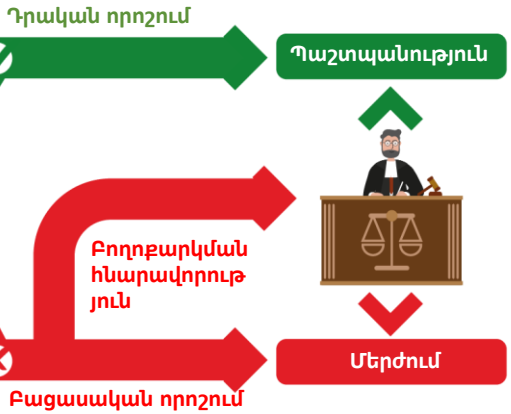 Դրական որոշում
Պաշտպանություն
Բողոքարկման
հնարավորութ
յուն
Մերժում
Բացասական որոշում